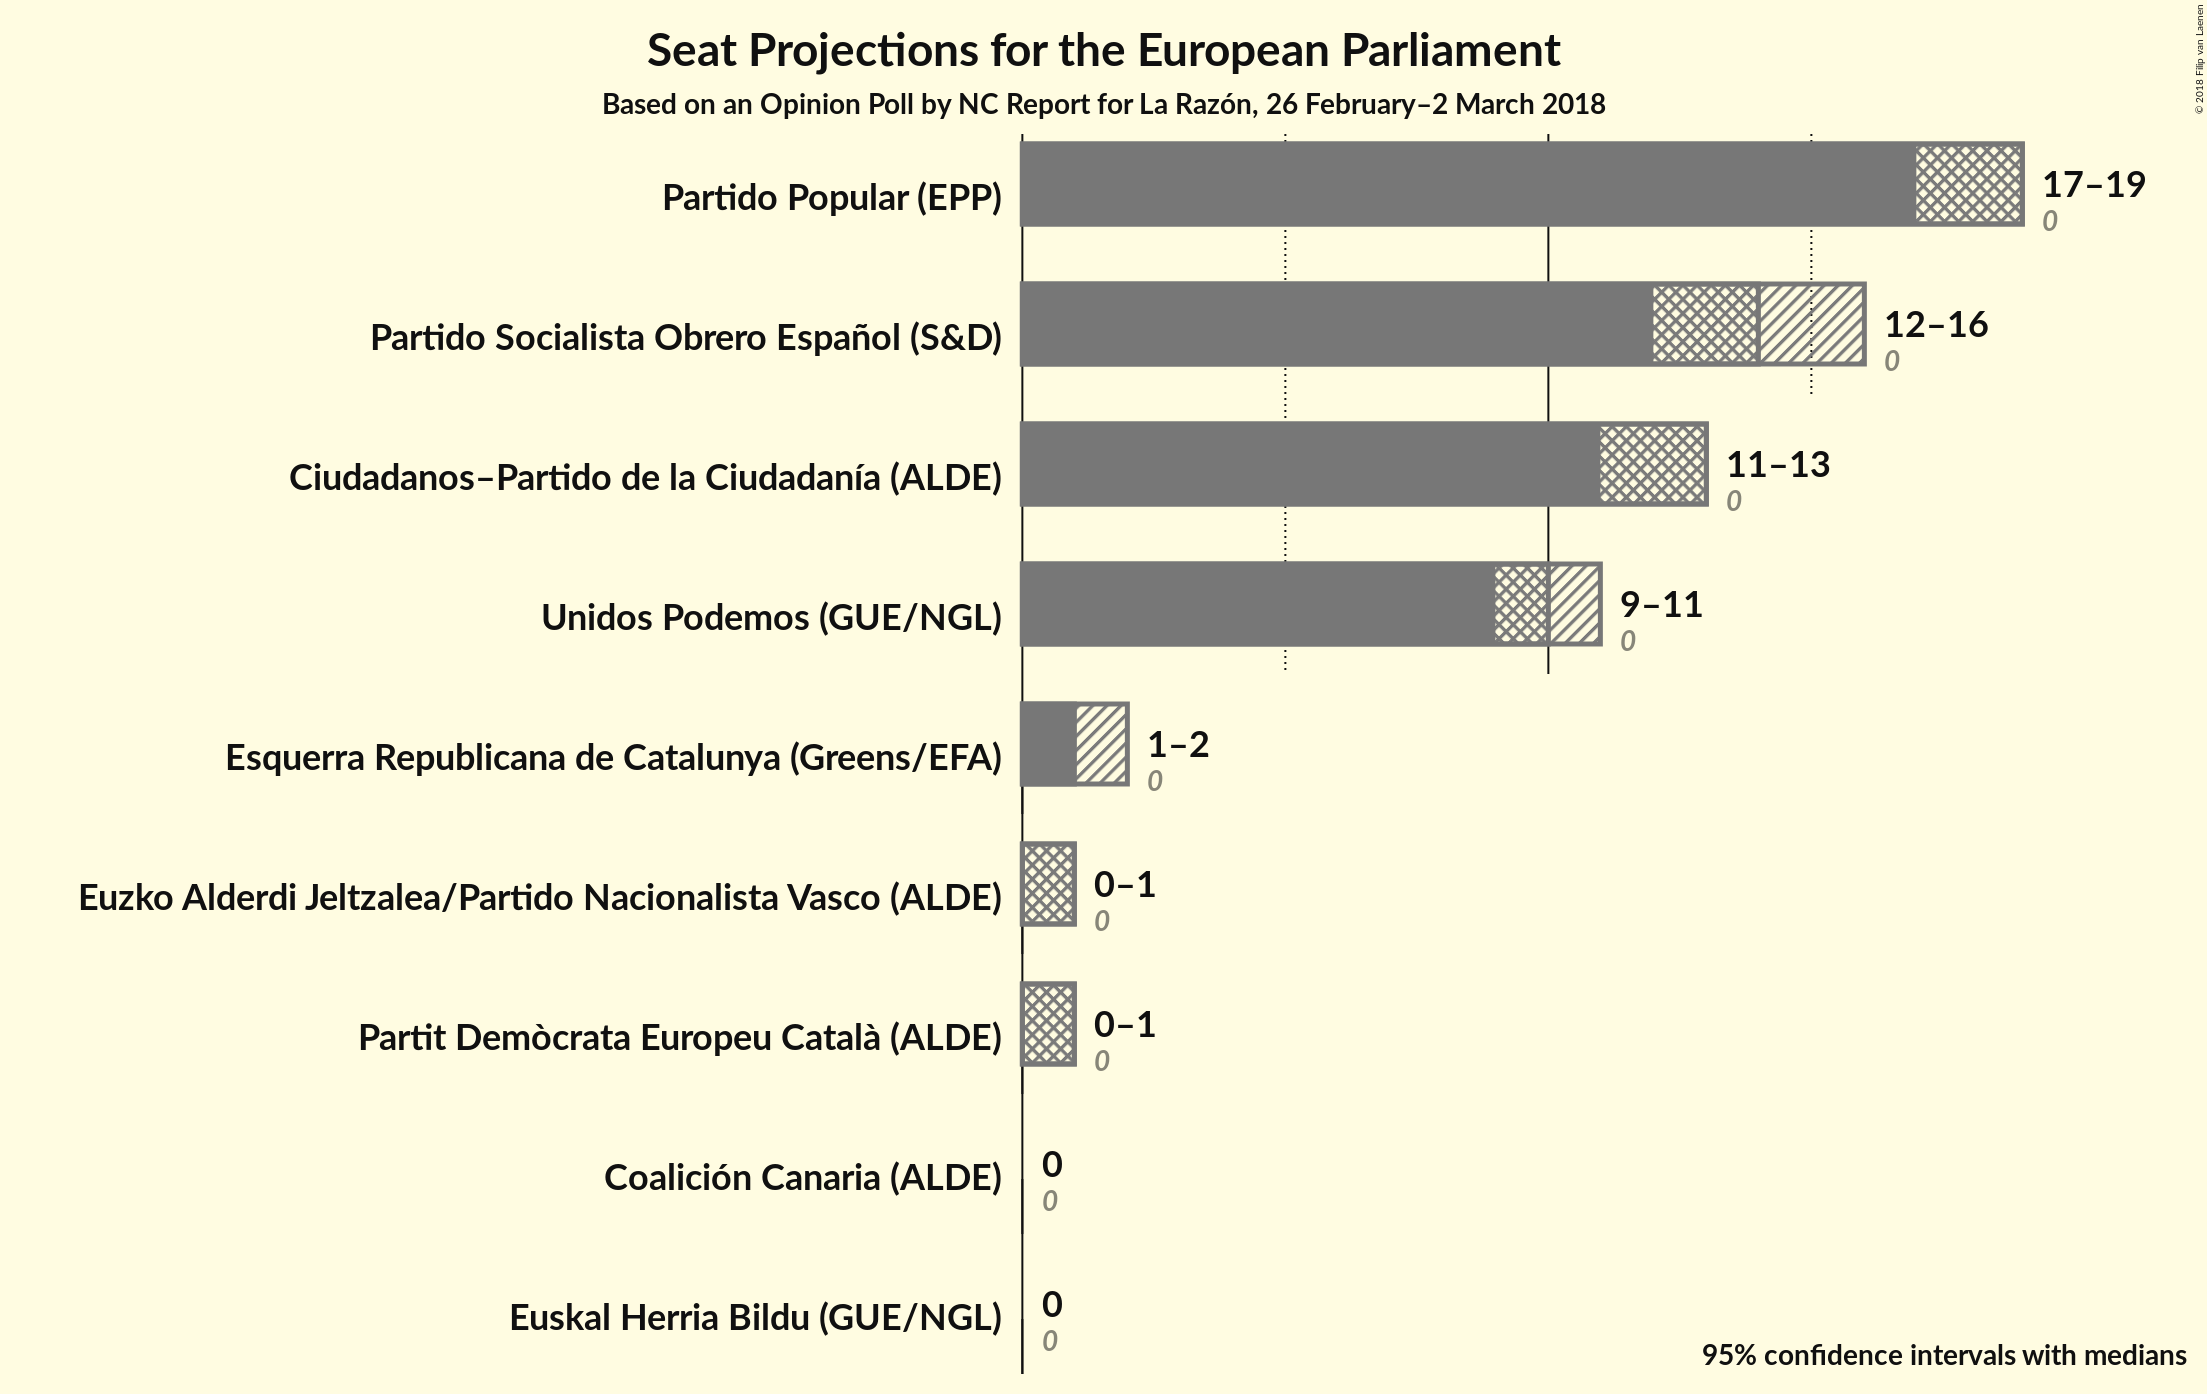 © 2018 Filip van Laenen
Seat Projections for the European Parliament
Based on an Opinion Poll by NC Report for La Razón, 26 February–2 March 2018
Partido Popular (EPP)
17–19
0
Partido Socialista Obrero Español (S&D)
12–16
0
Ciudadanos–Partido de la Ciudadanía (ALDE)
11–13
0
Unidos Podemos (GUE/NGL)
9–11
0
Esquerra Republicana de Catalunya (Greens/EFA)
1–2
0
Euzko Alderdi Jeltzalea/Partido Nacionalista Vasco (ALDE)
0–1
0
Partit Demòcrata Europeu Català (ALDE)
0–1
0
Coalición Canaria (ALDE)
0
0
Euskal Herria Bildu (GUE/NGL)
0
0
95% confidence intervals with medians